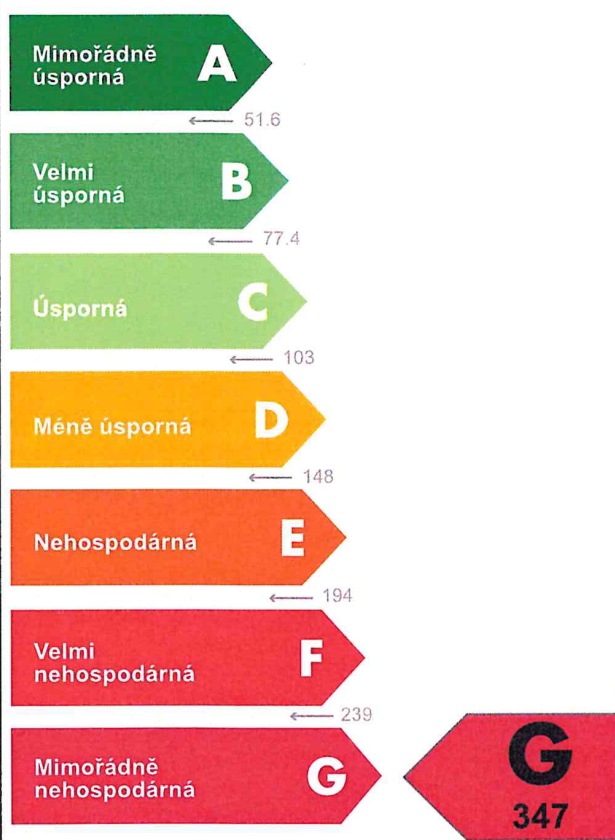 Mimořádně
úsporná
A
51.6
Velmi
úsporná
B
77.4
Úsporná
C
103
Méně úsporná
D
148
Nehospodárná
E
194
Velmi
nehospodárná
F
239
Mimořádně
nehospodárná
G
G
347